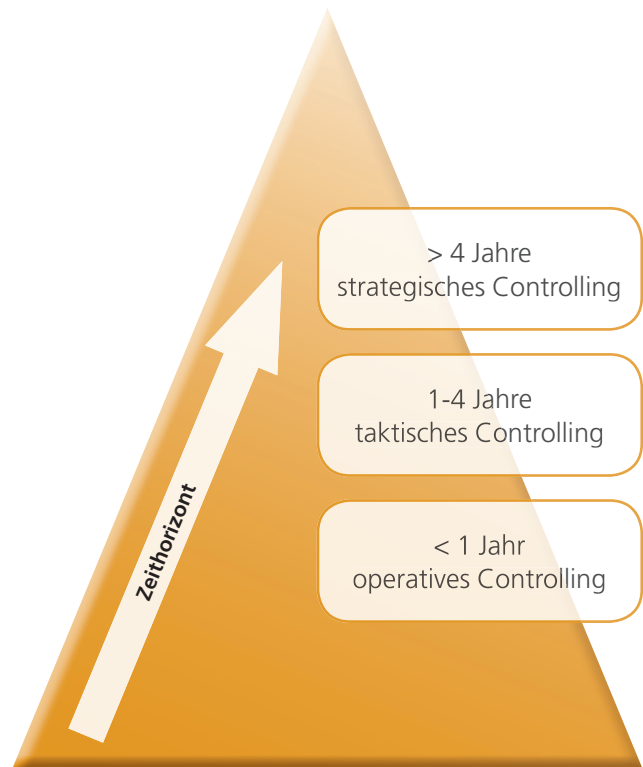 > 4 Jahre
strategisches Controlling
1-4 Jahre
taktisches Controlling
< 1 Jahr
operatives Controlling
Zeithorizont